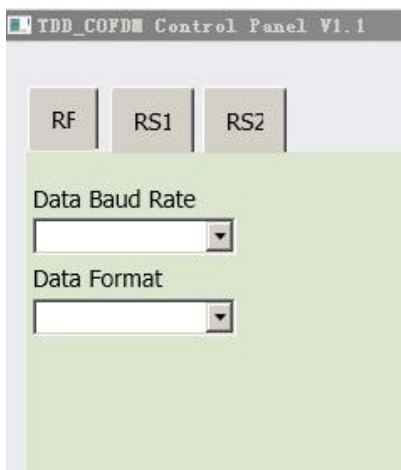 TDD_COFDM Control Panel V1.1
RF RS1 RS2
Data Baud Rate
Data Format